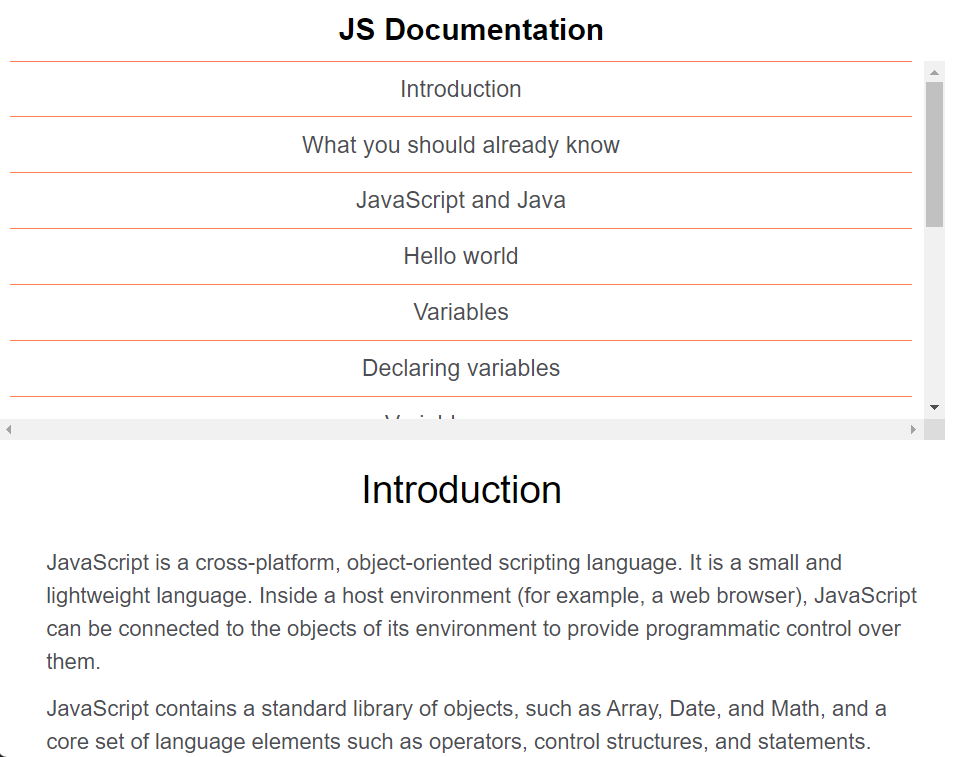 JS Documentation
Introduction
What you should already know
JavaScript and Java
Hello world
Variables
Declaring variables
Introduction
JavaScript is a cross-platform, object-oriented scripting language. It is a small and
lightweight language. Inside a host environment (for example, a web browser), JavaScript
can be connected to the objects of its environment to provide programmatic control over
them.
JavaScript contains a standard library of objects, such as Array, Date, and Math, and a
core set of language elements such as operators, control structures, and statements.